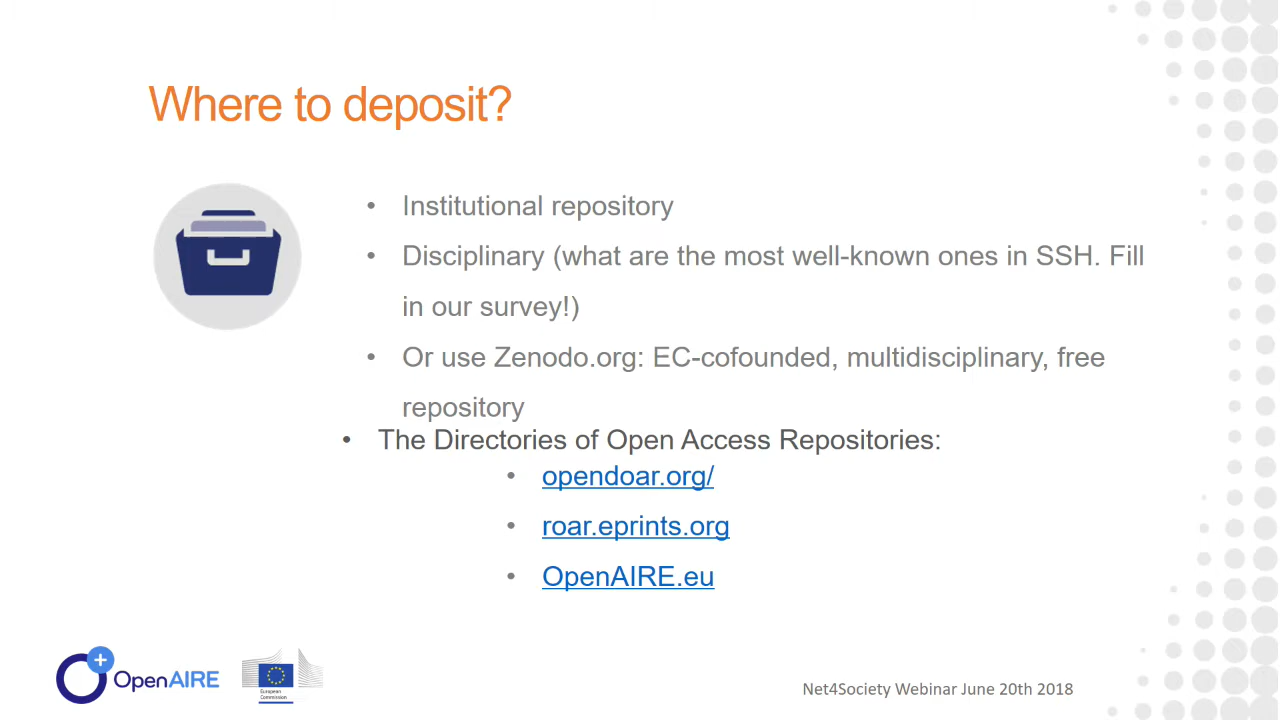 Where to deposit?
• Institutional repository
• Disciplinary (what are the most well-known ones in SSH. Fill
in our survey!)
• Or use Zenodo.org: EC-cofounded, multidisciplinary, free
repository
• The Directories of Open Access Repositories:
• opendoar.org/
• roar.eprints.org
• OpenAIRE.eu
OpenAIRE
European
Commission
Net4Society Webinar June 20th 2018